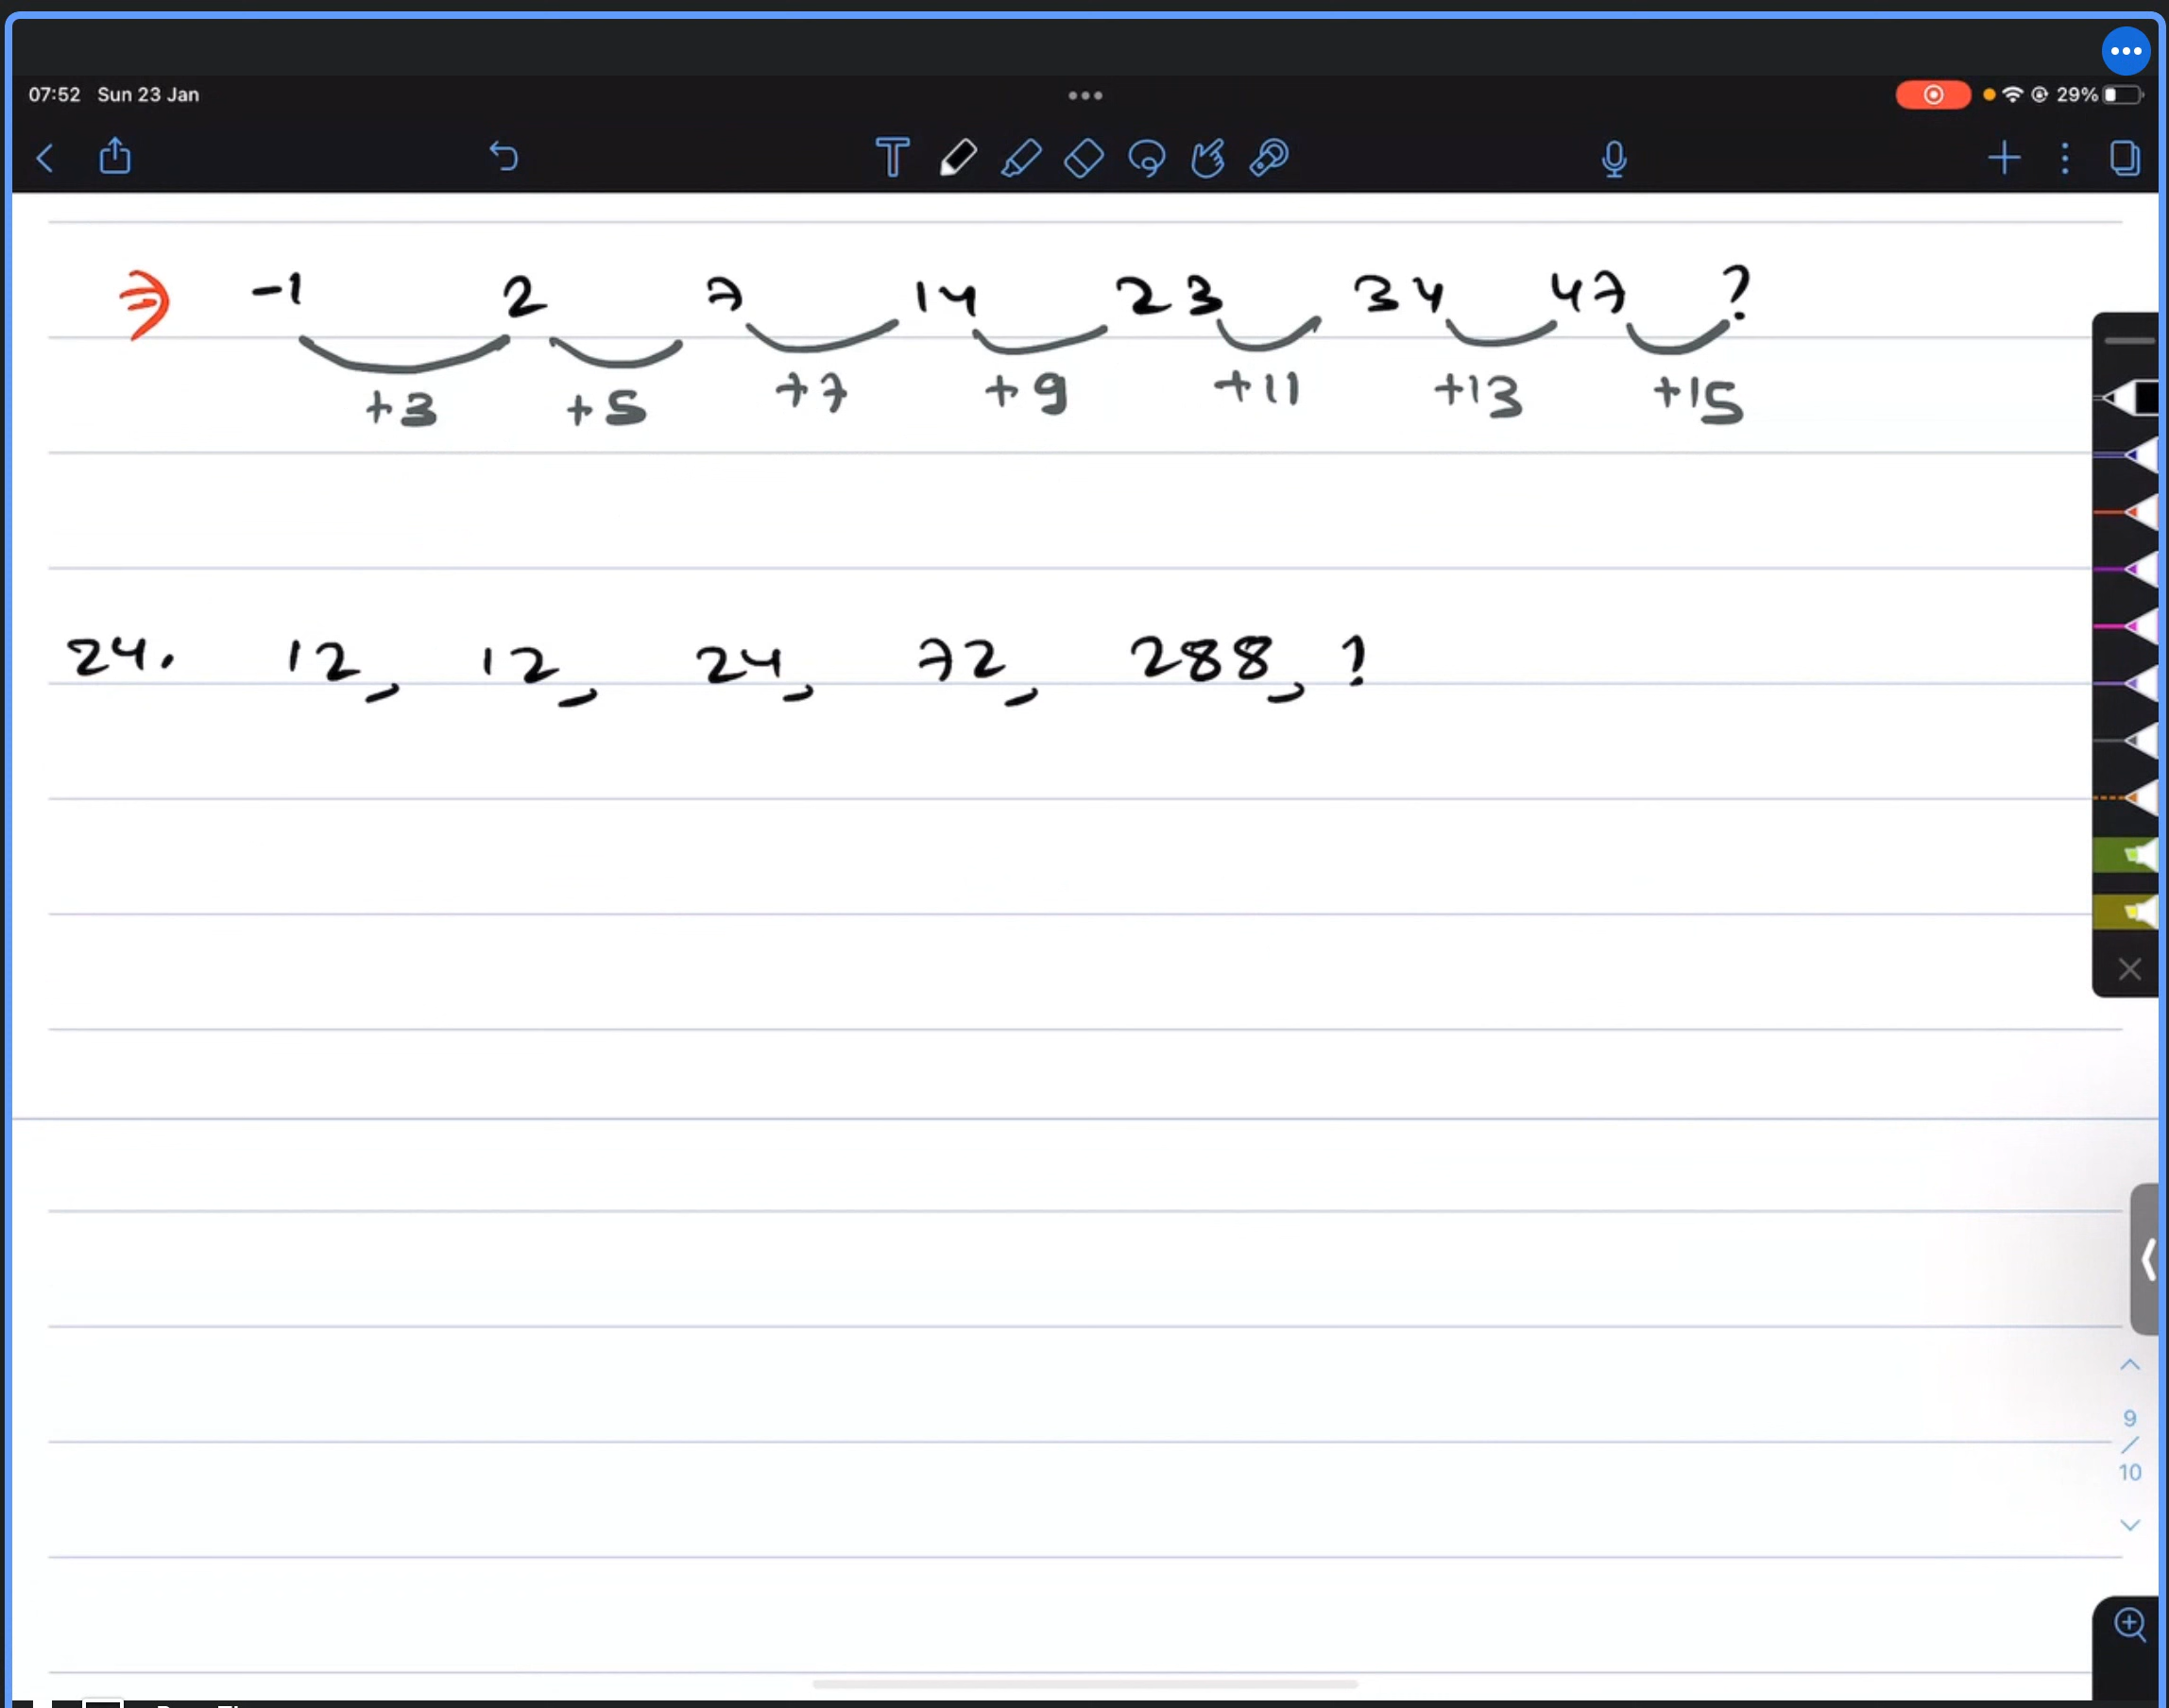 07:52 Sun 23 Jan 29%
T
⇒ -1 2 7 14 23 34 47 ?
+3 +5 +7 +9 +11 +13 +15
24. 12, 12, 24, 72, 288, ?
9
/
10